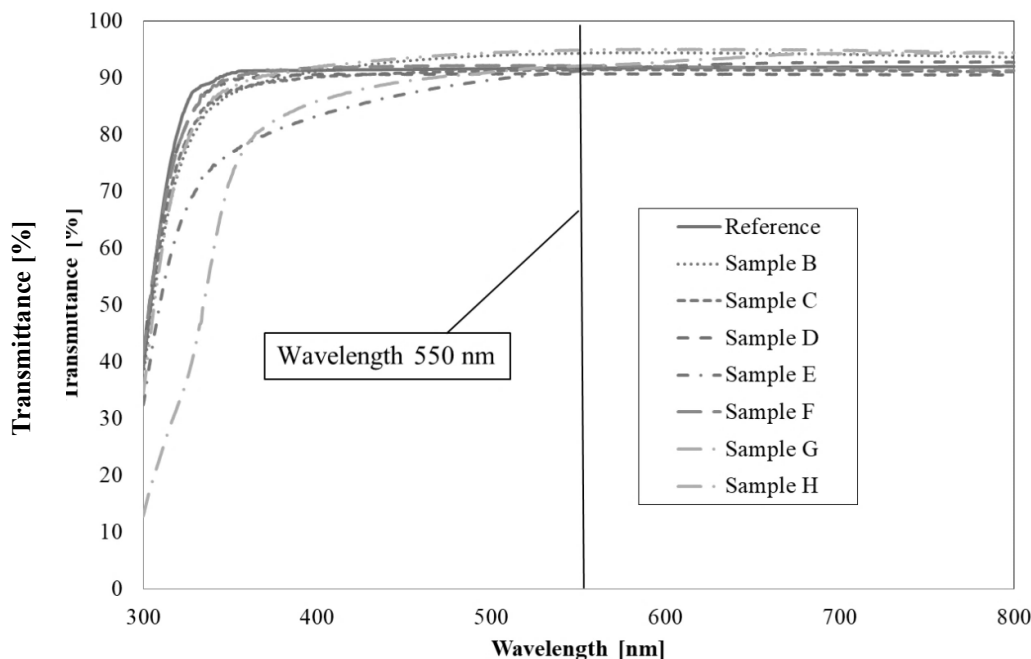 100
90
80
70
60
50
40
30
20
10
0
Transmittance [%]
Transmittance [%]
Wavelength 550 nm
Reference
Sample B
Sample C
Sample D
Sample E
Sample F
Sample G
Sample H
300
400
500
600
700
800
Wavelength [nm]